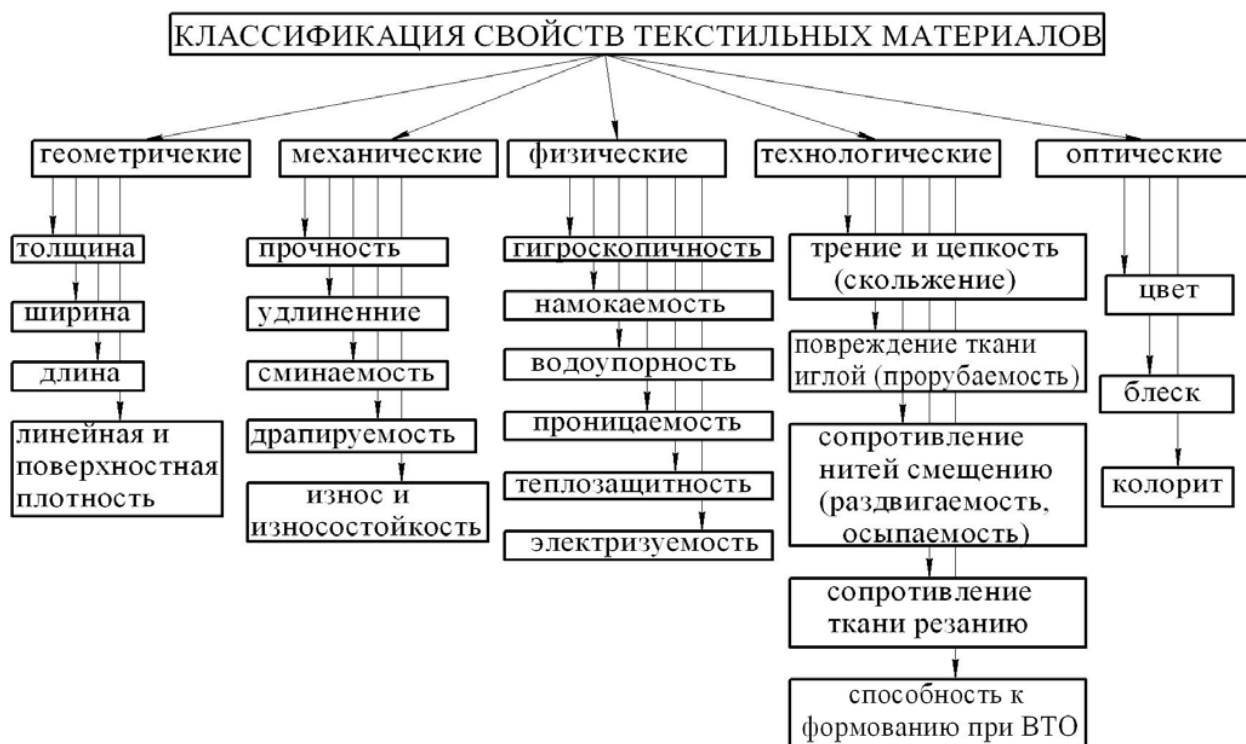 КЛАССИФИКАЦИЯ СВОЙСТВ ТЕКСТИЛЬНЫХ МАТЕРИАЛОВ
геометричекие
механические
физические
технологические
оптические
толщина
ширина
длина
линейная и
поверхностная
плотность
прочность
удлиненние
сминаемость
драпируемость
износ и
износостойкость
гигроскопичность
намокаемость
водоупорность
проницаемость
теплозащитность
электризуемость
трение и цепкость
(скольжение)
повреждение ткани
иглой (прорубаемость)
сопротивление
нитей смещению
(раздвигаемость,
осыпаемость)
сопротивление
ткани резанию
способность к
формованию при ВТО
цвет
блеск
колорит